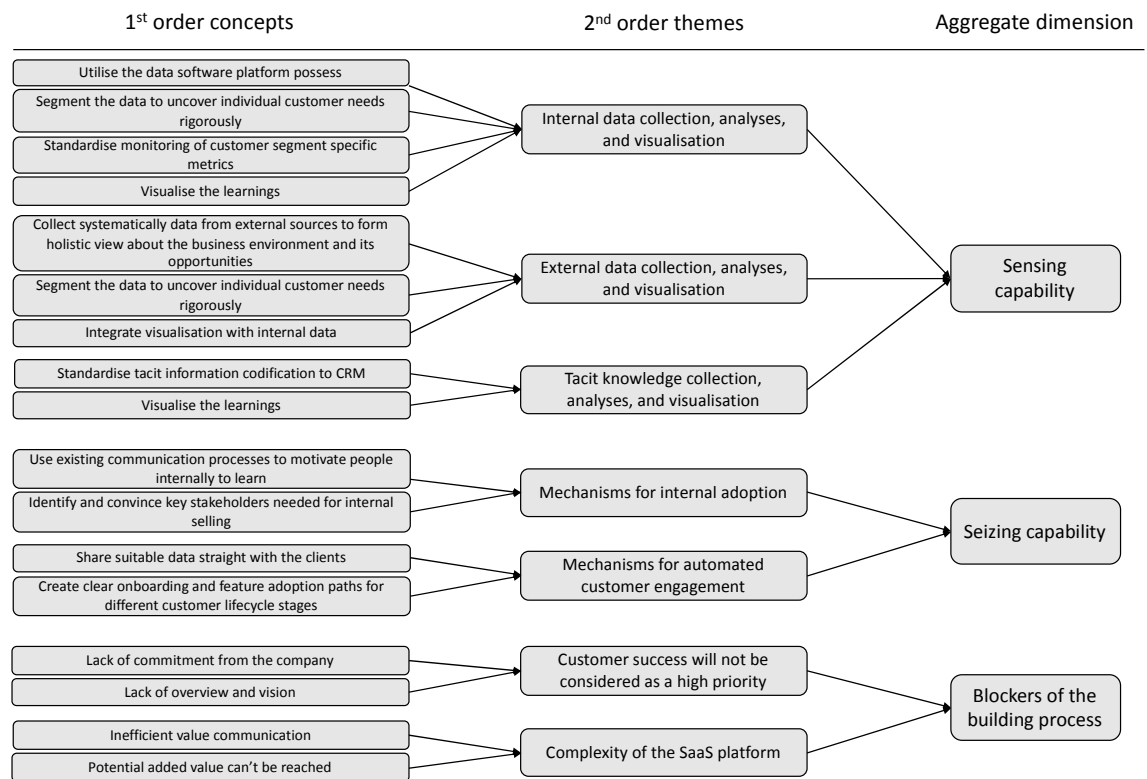 1st order concepts
2nd order themes
Aggregate dimension
Utilise the data software platform possess
Segment the data to uncover individual customer needs
rigorously
Standardise monitoring of customer segment specific
metrics
Visualise the learnings
Internal data collection, analyses,
and visualisation
Collect systematically data from external sources to form
holistic view about the business environment and its
opportunities
Segment the data to uncover individual customer needs
rigorously
Integrate visualisation with internal data
External data collection, analyses,
and visualisation
Standardise tacit information codification to CRM
Visualise the learnings
Tacit knowledge collection,
analyses, and visualisation
Sensing
capability
Use existing communication processes to motivate people
internally to learn
Identify and convince key stakeholders needed for internal
selling
Mechanisms for internal adoption
Share suitable data straight with the clients
Create clear onboarding and feature adoption paths for
different customer lifecycle stages
Mechanisms for automated
customer engagement
Seizing capability
Lack of commitment from the company
Lack of overview and vision
Customer success will not be
considered as a high priority
Inefficient value communication
Potential added value can't be reached
Complexity of the SaaS platform
Blockers of the
building process